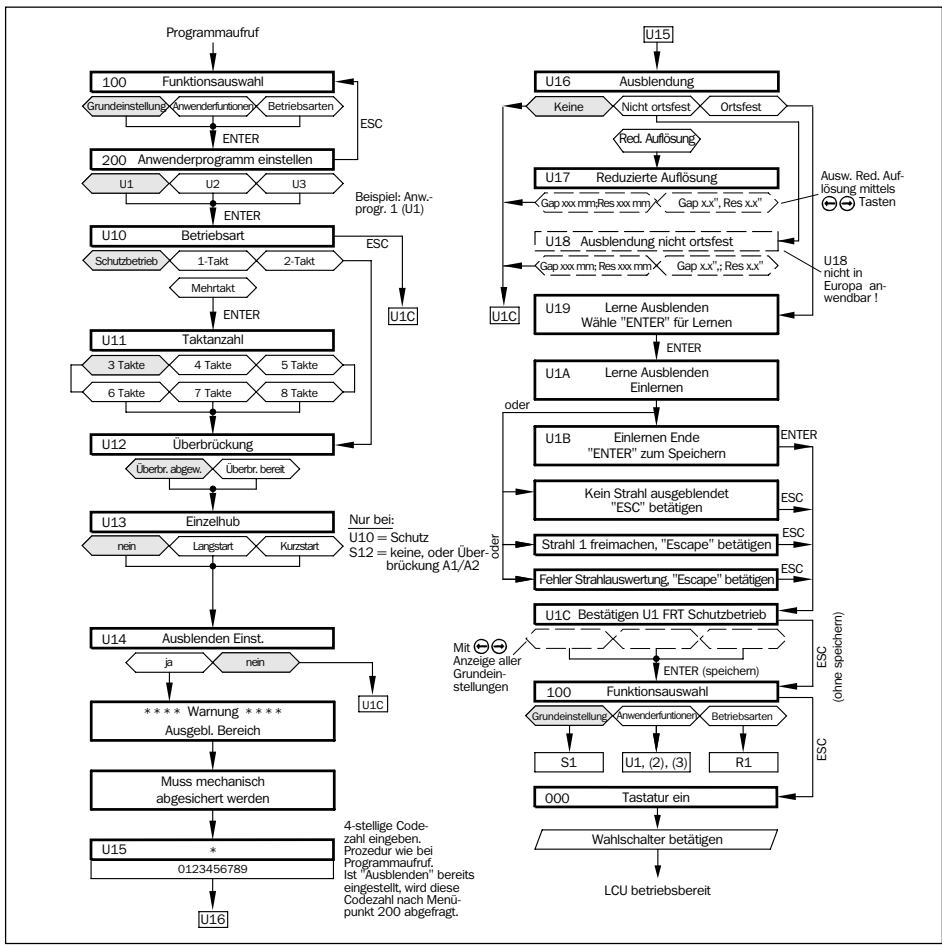 Programmaufruf
100 Funktionsauswahl
Grundeinstellung Anwenderfuntionen Betriebsarten
ESC
ENTER
200 Anwenderprogramm einstellen
U1 U2 U3
Beispiel: Anw.-
progr. 1 (U1)
ENTER
U10 Betriebsart
ESC
Schutzbetrieb 1-Takt 2-Takt
Mehrtakt
U1C
ENTER
U11 Taktanzahl
3 Takte 4 Takte 5 Takte
6 Takte 7 Takte 8 Takte
U12 Überbrückung
Überbr. abgew. Überbr. bereit
U13 Einzelhub
nein Langstart Kurzstart
Nur bei:
U10 = Schutz
S12 = keine, oder Über-
brückung A1/A2
U14 Ausblenden Einst.
ja nein
U1C
* * * * Warnung * * * *
Ausgebl. Bereich
Muss mechanisch
abgesichert werden
U15 *
0123456789
U16
4-stellige Code-
zahl eingeben.
Prozedur wie bei
Programmaufruf.
Ist "Ausblenden" bereits
eingestellt, wird diese
Codezahl nach Menü-
punkt 200 abgefragt.
U15
U16 Ausblendung
Keine Nicht ortsfest Ortsfest
Red. Auflösung
U17 Reduzierte Auflösung
Gap xxx mm;Res xxx mm Gap x.x", Res x.x"
Ausw. Red. Auf-
lösung mittels
Tasten
U18 Ausblendung nicht ortsfest
Gap xxx mm; Res xxx mm Gap x.x",; Res x.x"
U18
nicht in
Europa an-
wendbar !
U1C
U19 Lerne Ausblenden
Wähle "ENTER" für Lernen
ENTER
U1A Lerne Ausblenden
Einlernen
oder
U1B Einlernen Ende
"ENTER" zum Speichern
ENTER
Kein Strahl ausgeblendet
"ESC" betätigen
ESC
oder
Strahl 1 freimachen, "Escape" betätigen
ESC
Fehler Strahlauswertung, "Escape" betätigen
ESC
U1C Bestätigen U1 FRT Schutzbetrieb
Mit
Anzeige aller
Grundein-
stellungen
ESC
(ohne speichern)
ENTER (speichern)
100 Funktionsauswahl
Grundeinstellung Anwenderfuntionen Betriebsarten
ESC
S1 U1, (2), (3) R1
000 Tastatur ein
Wahlschalter betätigen
LCU betriebsbereit